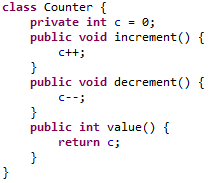 class Counter {
    private int c = 0;
    public void increment() {
        c++;
    }
    public void decrement() {
        c--;
    }
    public int value() {
        return c;
    }
}